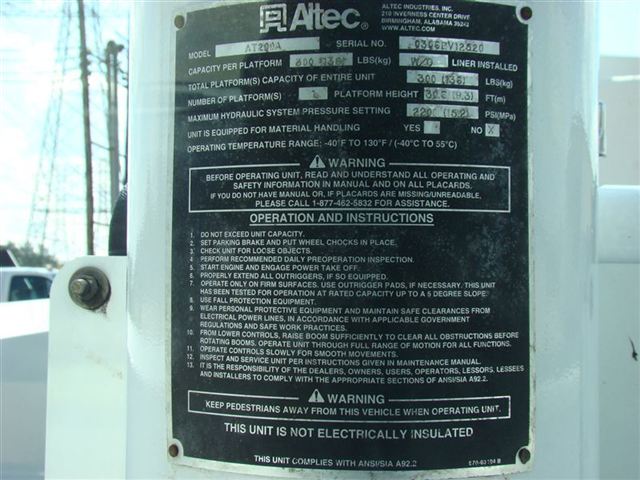 Altec®
ALTEC INDUSTRIES, INC.
210 INVERNESS CENTER DRIVE
BIRMINGHAM, ALABAMA 35242
WWW.ALTEC.COM
MODEL AT200A SERIAL NO.
CAPACITY PER PLATFORM 300 (136) LBS(kg) W/O LINER INSTALLED
TOTAL PLATFORM(S) CAPACITY OF ENTIRE UNIT 300 (136) LBS(kg)
NUMBER OF PLATFORM(S) PLATFORM HEIGHT (9.3) FT(m)
MAXIMUM HYDRAULIC SYSTEM PRESSURE SETTING PSI(MPa)
UNIT IS EQUIPPED FOR MATERIAL HANDLING YES NO X
OPERATING TEMPERATURE RANGE: -40°F TO 130°F / (-40°C TO 55°C)
WARNING
BEFORE OPERATING UNIT, READ AND UNDERSTAND ALL OPERATING AND
SAFETY INFORMATION IN MANUAL AND ON ALL PLACARDS.
IF YOU DO NOT HAVE MANUAL OR, IF PLACARDS ARE MISSING/UNREADABLE,
PLEASE CALL 1-877-462-5832 FOR ASSISTANCE.
OPERATION AND INSTRUCTIONS
1. DO NOT EXCEED UNIT CAPACITY.
2. SET PARKING BRAKE AND PUT WHEEL CHOCKS IN PLACE.
3. CHECK UNIT FOR LOOSE OBJECTS.
4. PERFORM RECOMMENDED DAILY PREOPERATION INSPECTION.
5. START ENGINE AND ENGAGE POWER TAKE OFF.
6. PROPERLY EXTEND ALL OUTRIGGERS, IF SO EQUIPPED.
7. OPERATE ONLY ON FIRM SURFACES. USE OUTRIGGER PADS, IF NECESSARY. THIS UNIT
HAS BEEN TESTED FOR OPERATION AT RATED CAPACITY UP TO A 5 DEGREE SLOPE.
8. USE FALL PROTECTION EQUIPMENT.
9. WEAR PERSONAL PROTECTIVE EQUIPMENT AND MAINTAIN SAFE CLEARANCES FROM
ELECTRICAL POWER LINES, IN ACCORDANCE WITH APPLICABLE GOVERNMENT
REGULATIONS AND SAFE WORK PRACTICES.
10. FROM LOWER CONTROLS, RAISE BOOM SUFFICIENTLY TO CLEAR ALL OBSTRUCTIONS BEFORE
ROTATING BOOMS. OPERATE UNIT THROUGH FULL RANGE OF MOTION FOR ALL FUNCTIONS.
11. OPERATE CONTROLS SLOWLY FOR SMOOTH MOVEMENTS.
12. INSPECT AND SERVICE UNIT PER INSTRUCTIONS GIVEN IN MAINTENANCE MANUAL.
13. IT IS THE RESPONSIBILITY OF THE DEALERS, OWNERS, USERS, OPERATORS, LESSORS, LESSEES
AND INSTALLERS TO COMPLY WITH THE APPROPRIATE SECTIONS OF ANSI/SIA A92.2.
WARNING
KEEP PEDESTRIANS AWAY FROM THIS VEHICLE WHEN OPERATING UNIT.
THIS UNIT IS NOT ELECTRICALLY INSULATED
THIS UNIT COMPLIES WITH ANSI/SIA A92.2